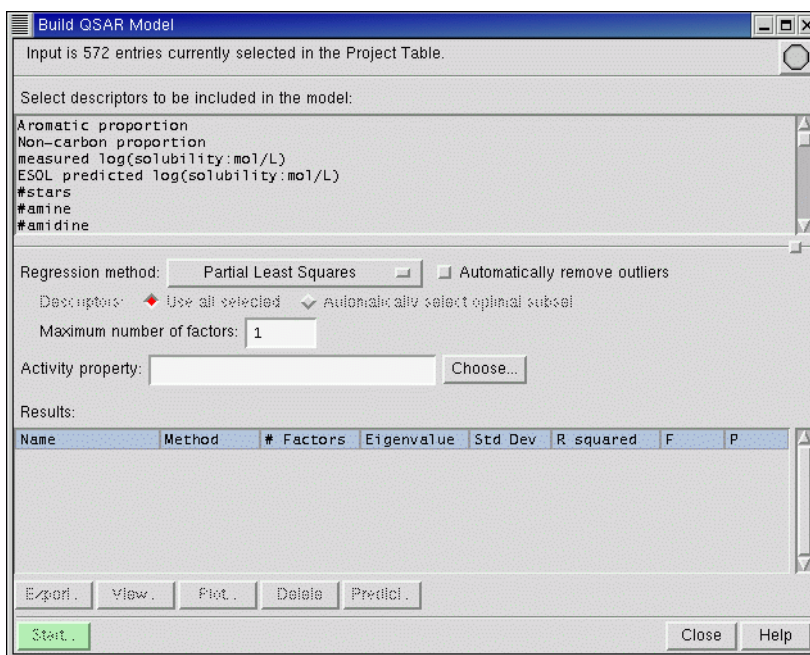 Build QSAR Model
Input is 572 entries currently selected in the Project Table.
Select descriptors to be included in the model:
Aromatic proportion
Non-carbon proportion
measured log(solubility:mol/L)
ESOL predicted log(solubility:mol/L)
#stars
#amine
#amidine
Regression method: Partial Least Squares Automatically remove outliers
Descriptors: Use all selected Automatically select optimal subset
Maximum number of factors: 1
Activity property: Choose...
Results:
Name Method # Factors Eigenvalue Std Dev R squared F P
Export.. View.. Plot.. Delete Predict..
Start.. Close Help